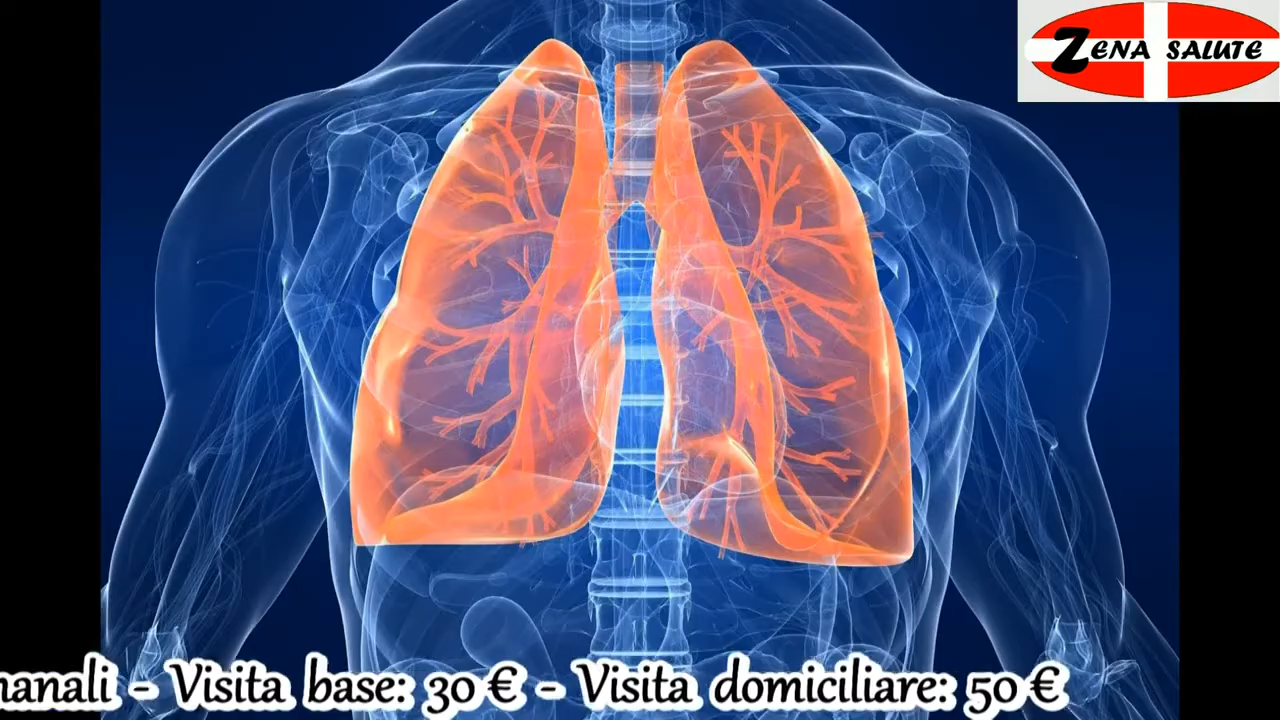 ZENA SALUTE
- Visita base: 30 € - Visita domiciliare: 50 €